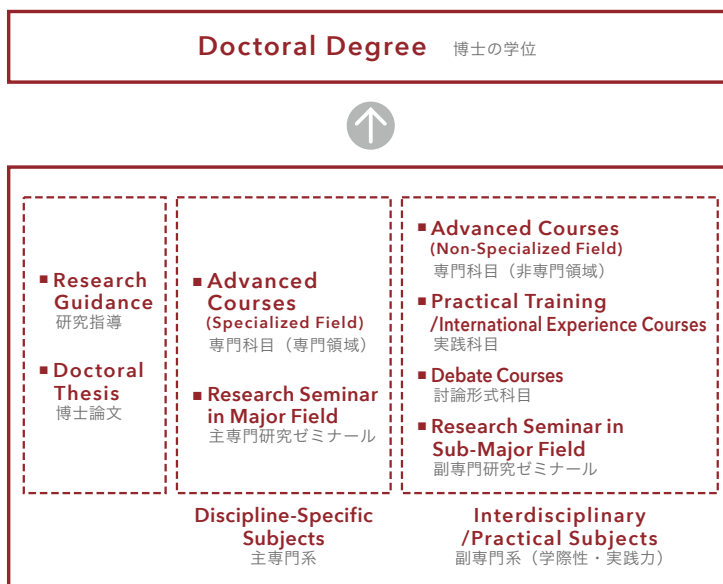 Doctoral Degree 博士の学位
■ Research
Guidance
研究指導
■ Doctoral
Thesis
博士論文
■ Advanced
Courses
(Specialized Field)
専門科目（専門領域）
■ Research Seminar
in Major Field
主専門研究ゼミナール
Discipline-Specific
Subjects
主専門系
■ Advanced Courses
(Non-Specialized Field)
専門科目（非専門領域）
■ Practical Training
/International Experience Courses
実践科目
■ Debate Courses
討論形式科目
■ Research Seminar in
Sub-Major Field
副専門研究ゼミナール
Interdisciplinary
/Practical Subjects
副専門系（学際性・実践力）